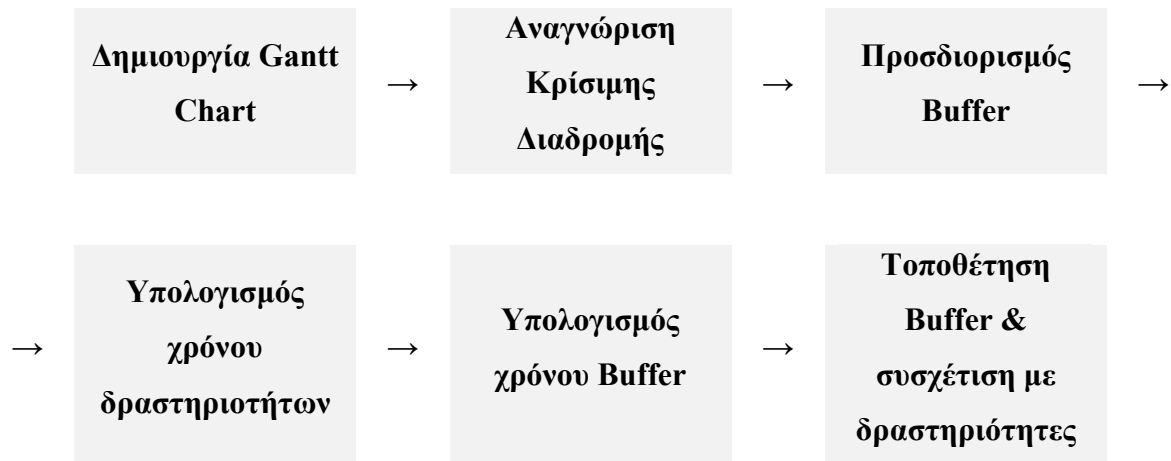 Δημιουργία Gantt
Chart
→
Αναγνώριση
Κρίσιμης
Διαδρομής
→
Προσδιορισμός
Buffer
→
→
Υπολογισμός
χρόνου
δραστηριοτήτων
→
Υπολογισμός
χρόνου Buffer
→
Τοποθέτηση
Buffer &
συσχέτιση με
δραστηριότητες